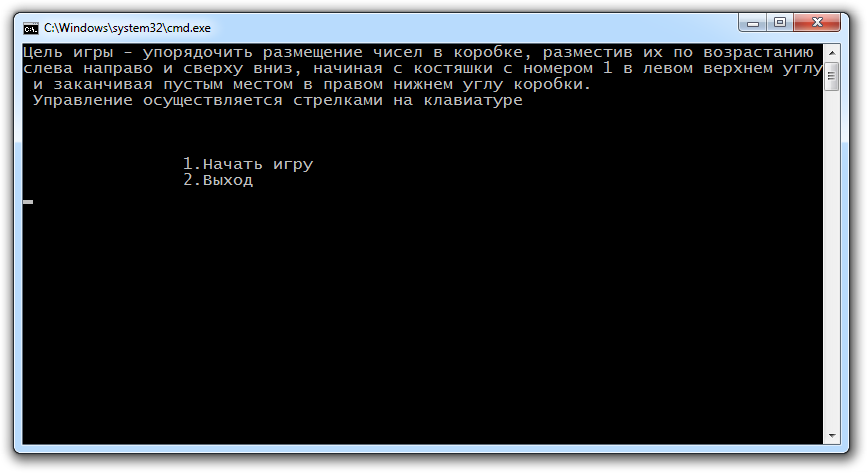 C:\Windows\system32\cmd.exe
Цель игры - упорядочить размещение чисел в коробке, разместив их по возрастанию
слева направо и сверху вниз, начиная с костяшки с номером 1 в левом верхнем углу
и заканчивая пустым местом в правом нижнем углу коробки.
Управление осуществляется стрелками на клавиатуре
1.Начать игру
2.Выход